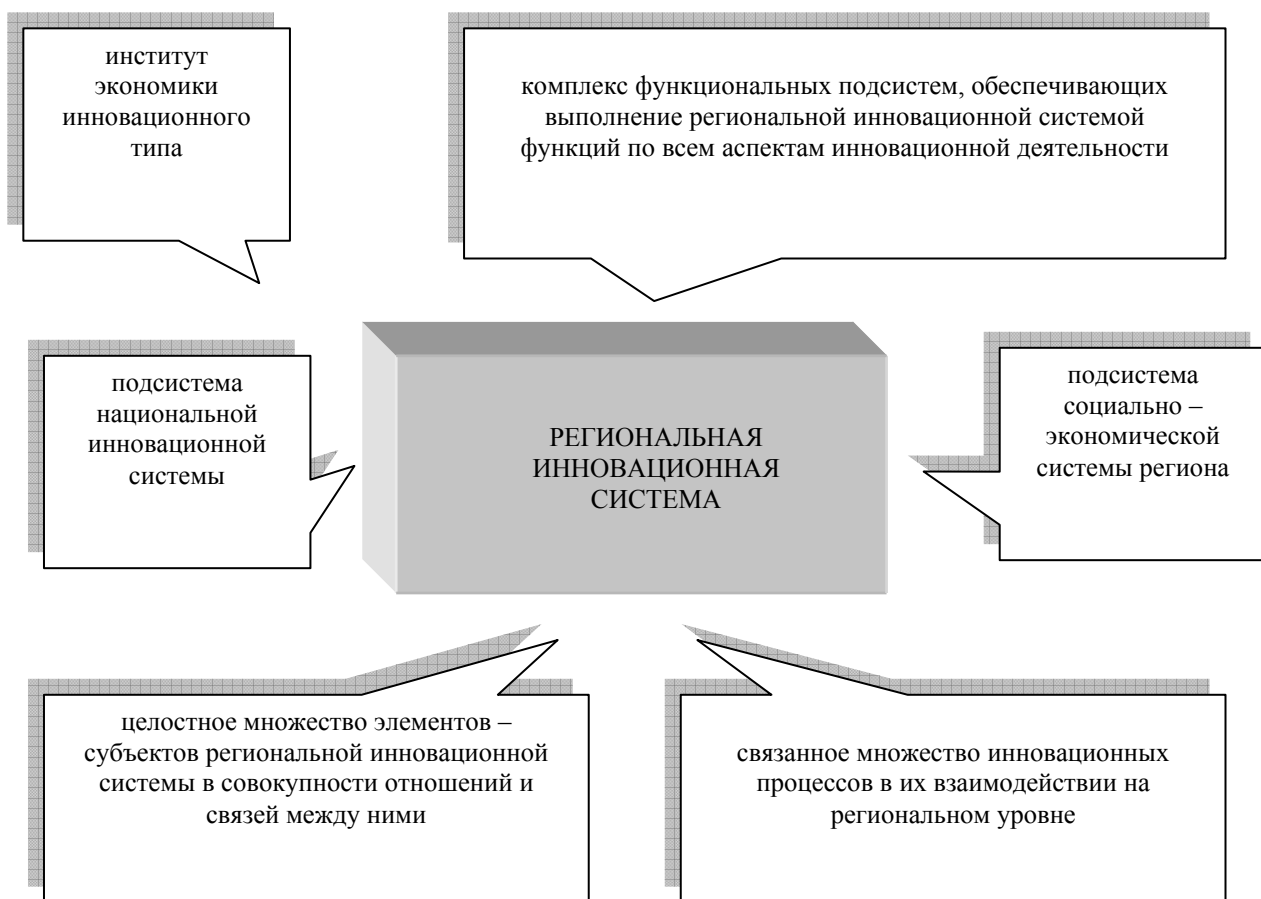 институт
экономики
инновационного
типа
комплекс функциональных подсистем, обеспечивающих
выполнение региональной инновационной системой
функций по всем аспектам инновационной деятельности
подсистема
национальной
инновационной
системы
РЕГИОНАЛЬНАЯ
ИННОВАЦИОННАЯ
СИСТЕМА
подсистема
социально –
экономической
системы региона
целостное множество элементов –
субъектов региональной инновационной
системы в совокупности отношений и
связей между ними
связанное множество инновационных
процессов в их взаимодействии на
региональном уровне